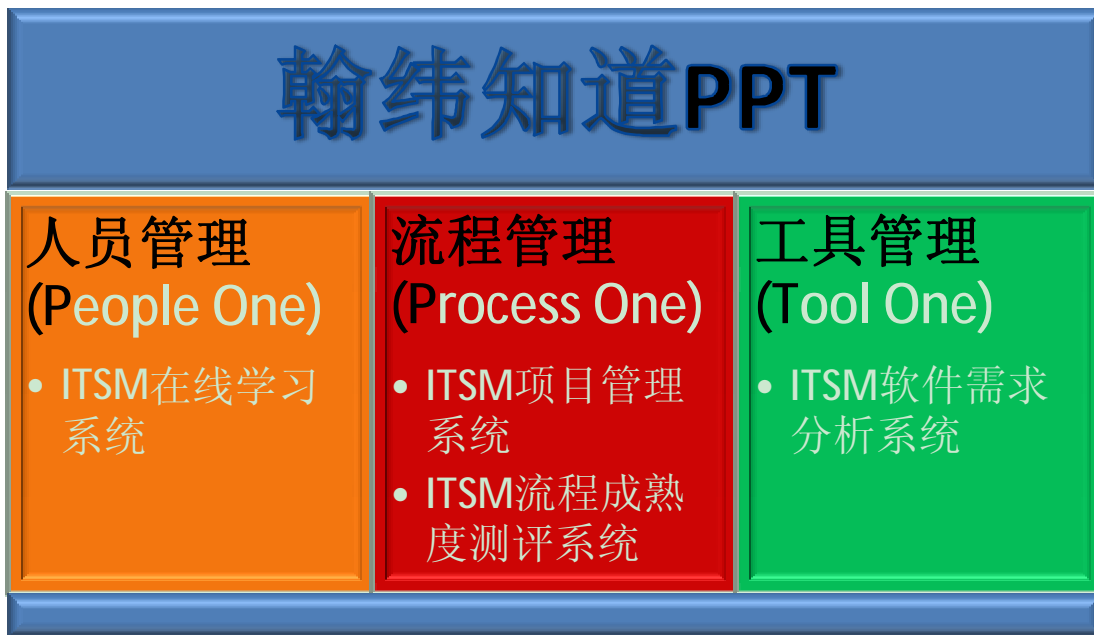 翰纬知道PPT
人员管理
(People One)
• ITSM在线学习
系统
流程管理
(Process One)
• ITSM项目管理
系统
• ITSM流程成熟
度测评系统
工具管理
(Tool One)
• ITSM软件需求
分析系统